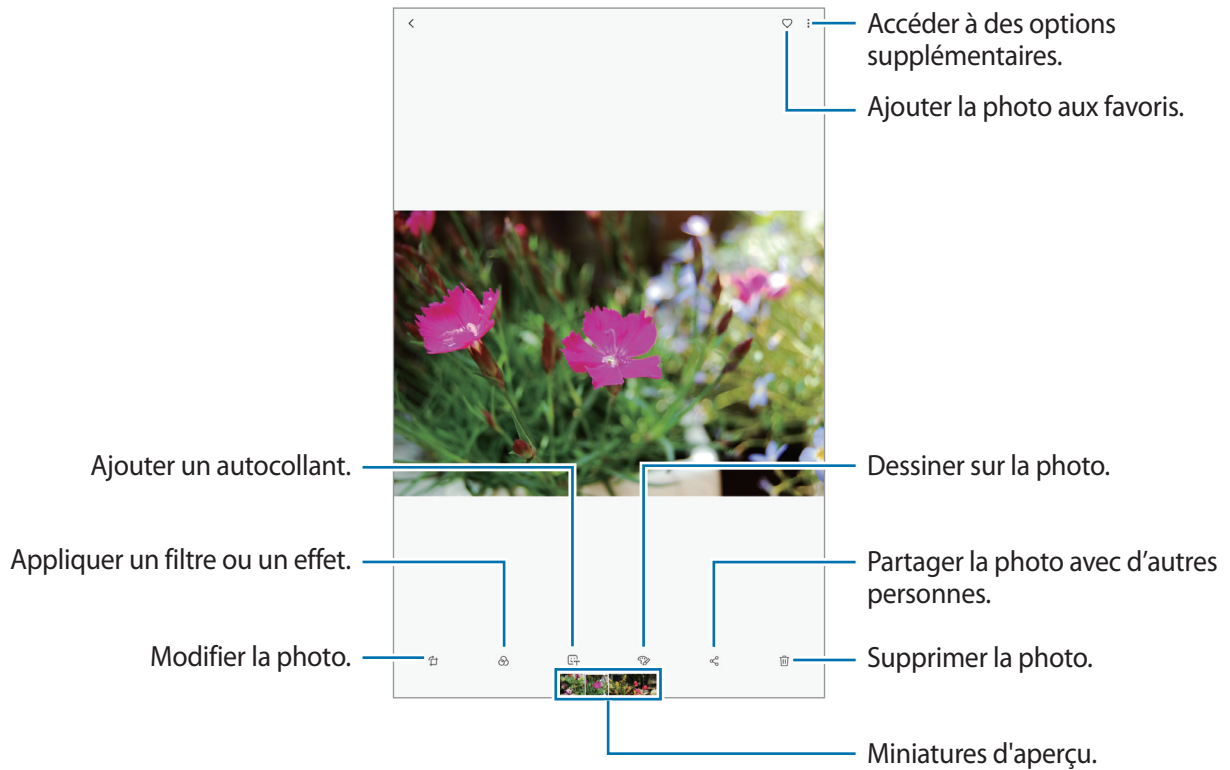 Accéder à des options
supplémentaires.
Ajouter la photo aux favoris.
Ajouter un autocollant.
Dessiner sur la photo.
Appliquer un filtre ou un effet.
Partager la photo avec d’autres
personnes.
Modifier la photo.
Supprimer la photo.
Miniatures d'aperçu.